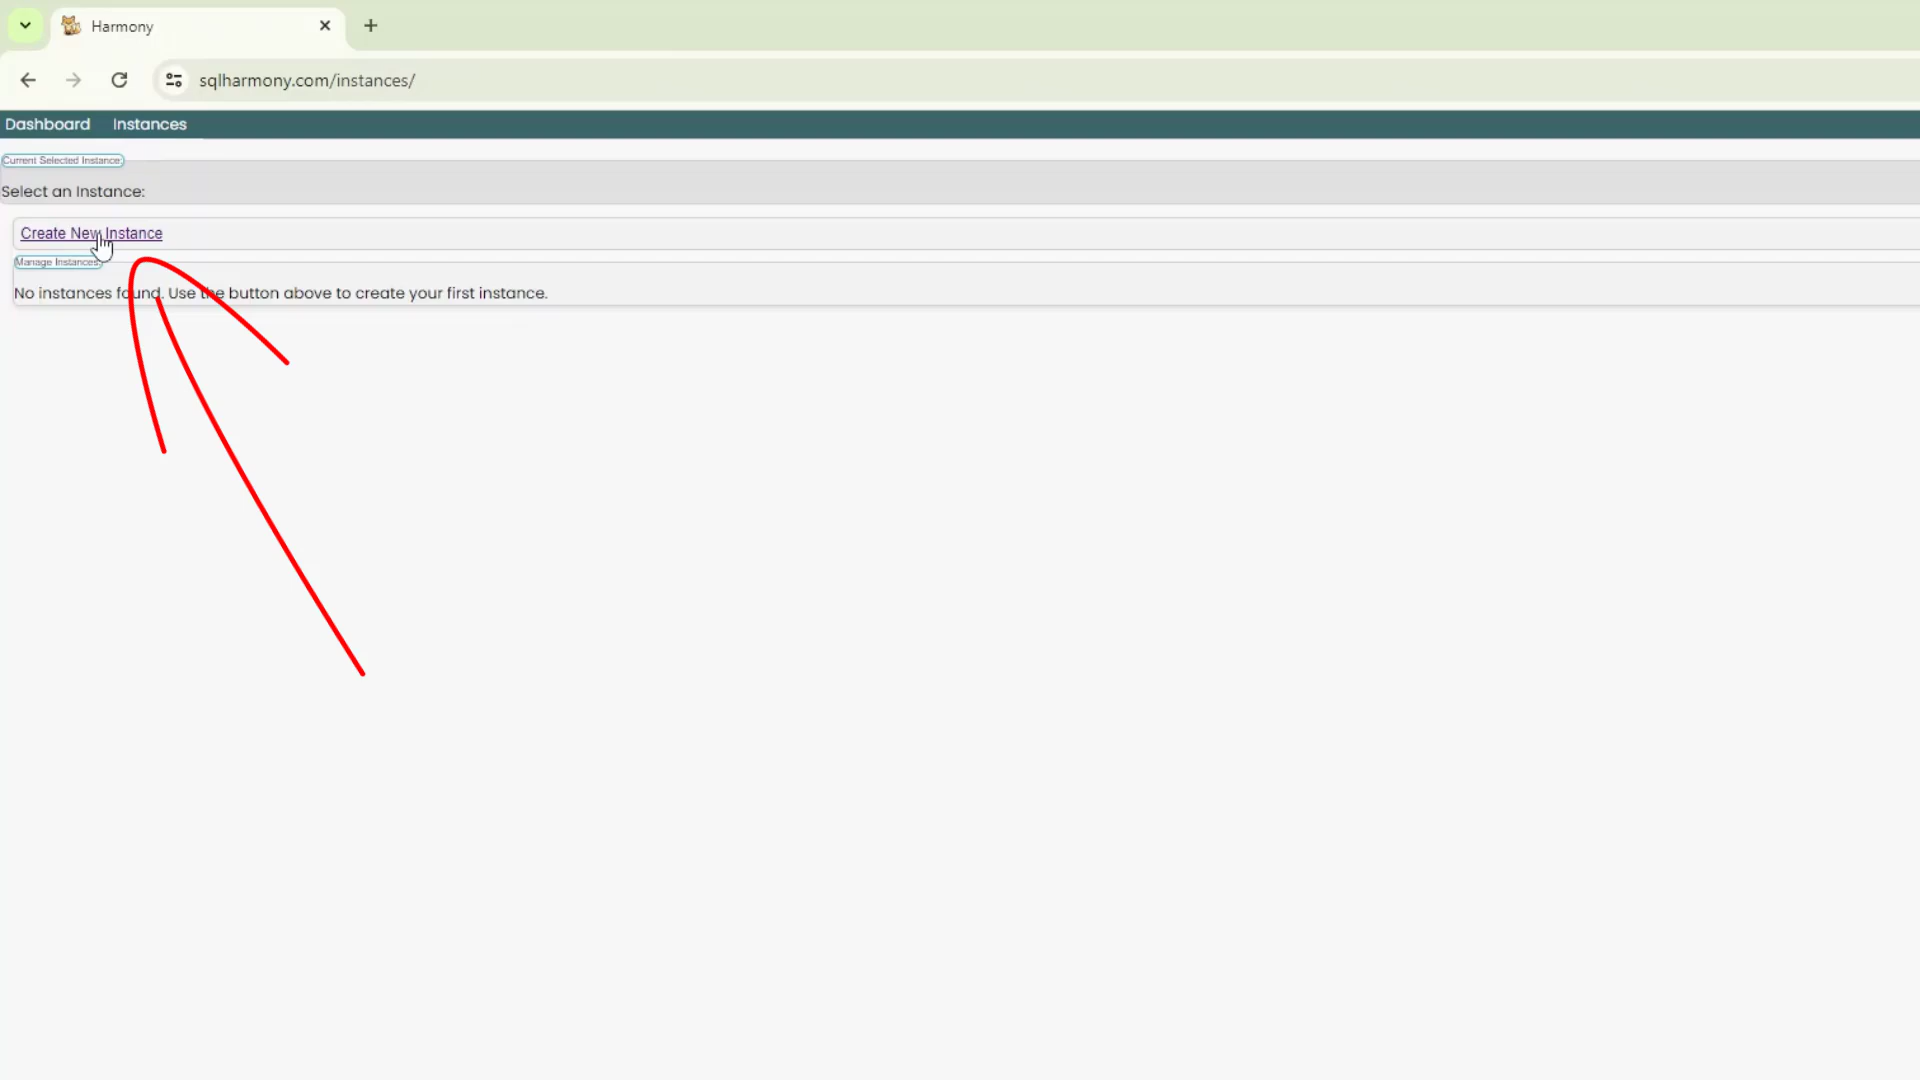 Harmony
sqlharmony.com/instances/
Dashboard Instances
Current Selected Instance:
Select an Instance:
Create New Instance
Manage Instances:
No instances found. Use the button above to create your first instance.